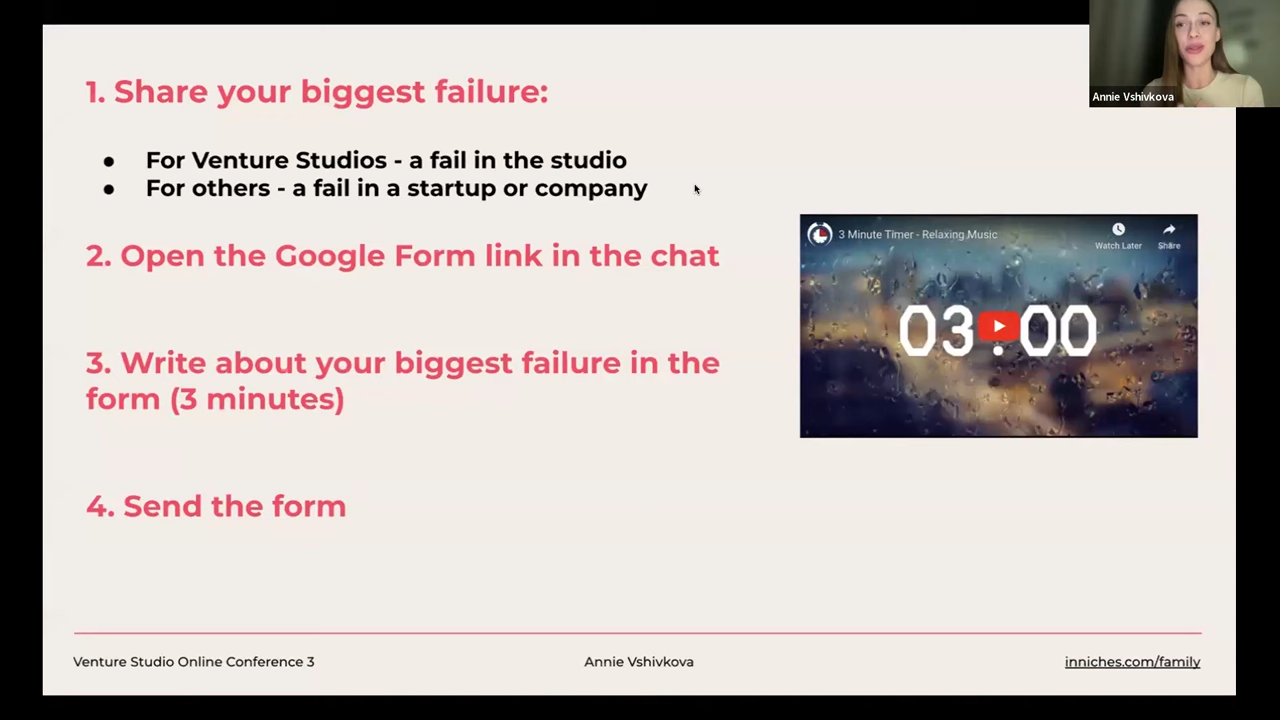 1. Share your biggest failure:
● For Venture Studios - a fail in the studio
● For others - a fail in a startup or company
2. Open the Google Form link in the chat
3. Write about your biggest failure in the
form (3 minutes)
4. Send the form
Annie Vshivkova
3 Minute Timer - Relaxing Music
Watch Later
Share
03:00
Venture Studio Online Conference 3
Annie Vshivkova
inniches.com/family